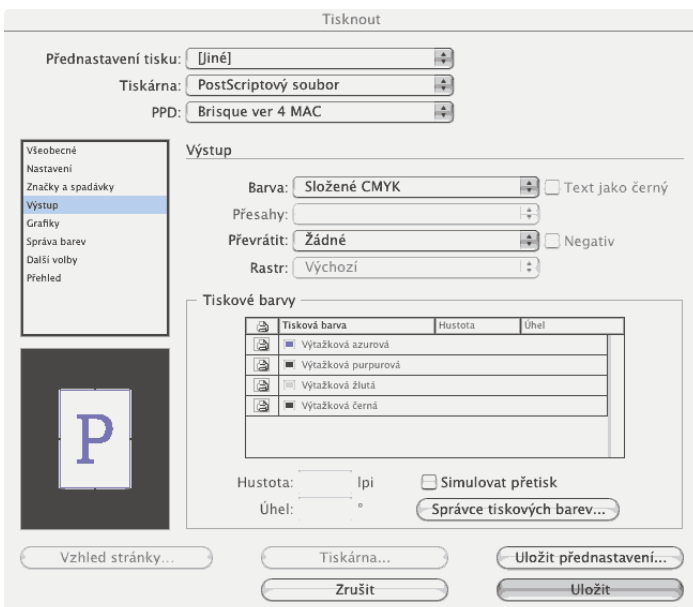 Tisknout
Přednastavení tisku: [Jiné]
Tiskárna: PostScriptový soubor
PPD: Brisque ver 4 MAC
Všeobecné
Nastavení
Značky a spadávky
Výstup
Grafiky
Správa barev
Další volby
Přehled
P
Výstup
Barva: Složené CMYK Text jako černý
Přesahy:
Převrátit: Žádné Negativ
Rastr: Výchozí
Tiskové barvy
Tisková barva Hustota Úhel
Výtažková azurová
Výtažková purpurová
Výtažková žlutá
Výtažková černá
Hustota: lpi Simulovat přetisk
Úhel: ° Správce tiskových barev...
Vzhled stránky... Tiskárna... Uložit přednastavení...
Zrušit Uložit